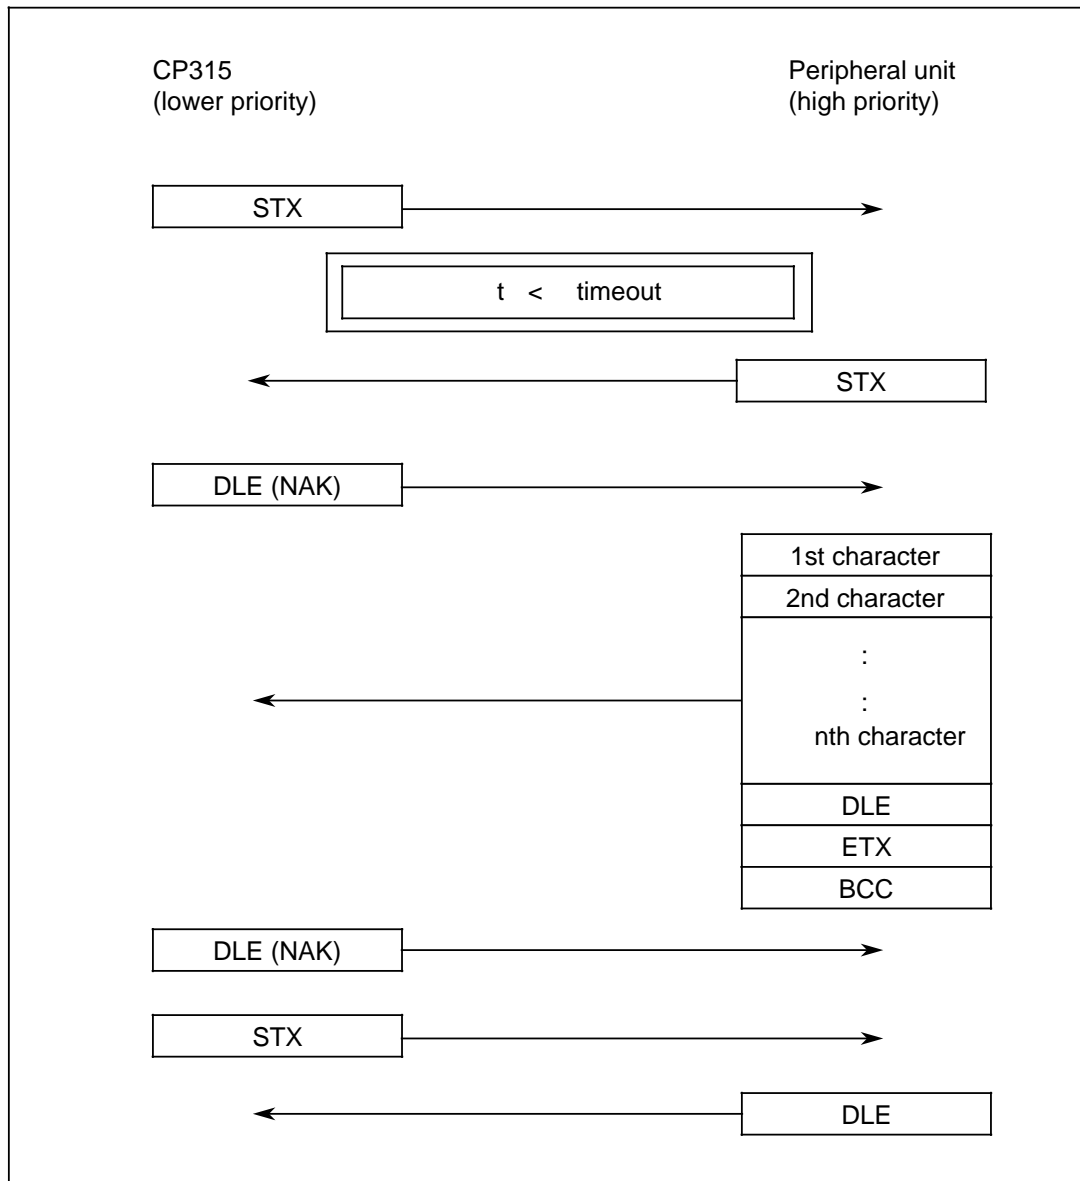 CP315
(lower priority)
Peripheral unit
(high priority)
STX
t < timeout
STX
DLE (NAK)
1st character
2nd character
:
:
nth character
DLE
ETX
BCC
DLE (NAK)
STX
DLE